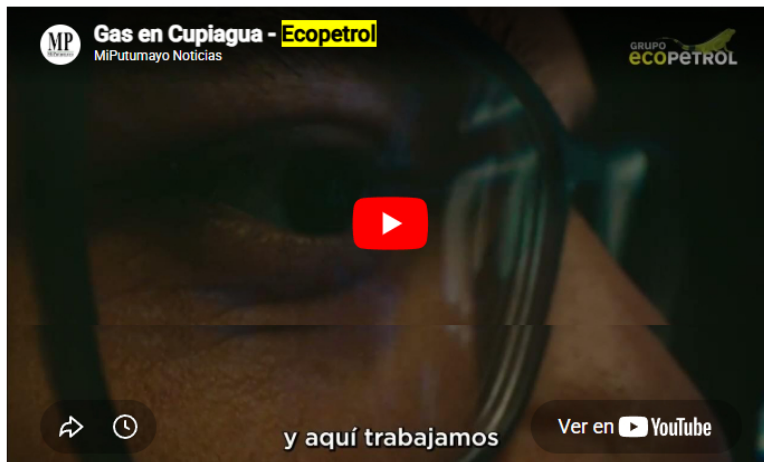 MP
Gas en Cupiagua - Ecopetrol
MiPutumayo Noticias
GRUPO
ecopeTROL
y aquí trabajamos
Ver en YouTube